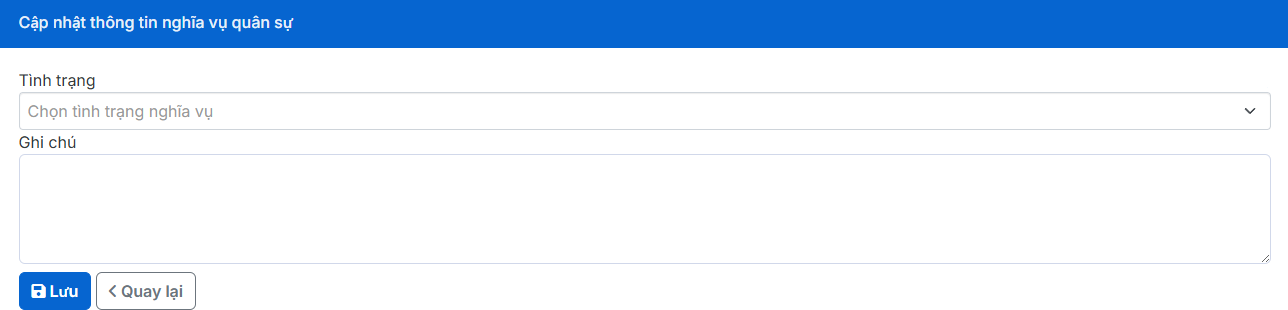 Cập nhật thông tin nghĩa vụ quân sự
Tình trạng
Chọn tình trạng nghĩa vụ
Ghi chú
Lưu Quay lại